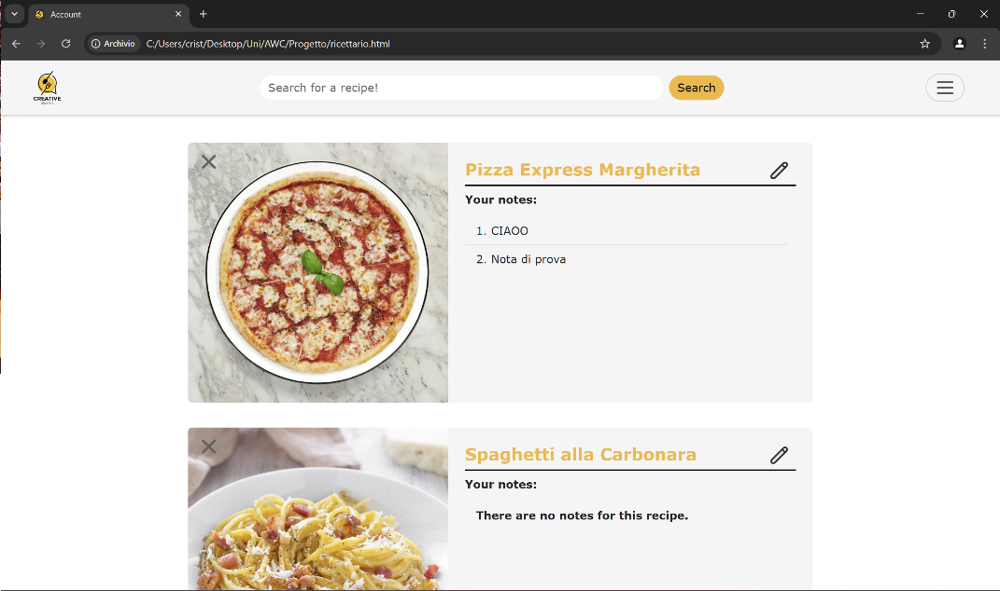 Account
Archivio
C:/Users/crist/Desktop/Uni/AWC/Progetto/ricettario.html
CREATIVE
Search for a recipe!
Search
Pizza Express Margherita
Your notes:
1. CIAOO
2. Nota di prova
Spaghetti alla Carbonara
Your notes:
There are no notes for this recipe.